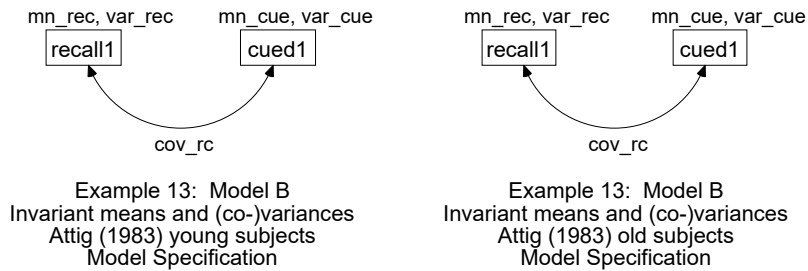 mn_rec, var_rec
mn_cue, var_cue
recall1
cued1
cov_rc
Example 13: Model B
Invariant means and (co-)variances
Attig (1983) young subjects
Model Specification
mn_rec, var_rec
mn_cue, var_cue
recall1
cued1
cov_rc
Example 13: Model B
Invariant means and (co-)variances
Attig (1983) old subjects
Model Specification